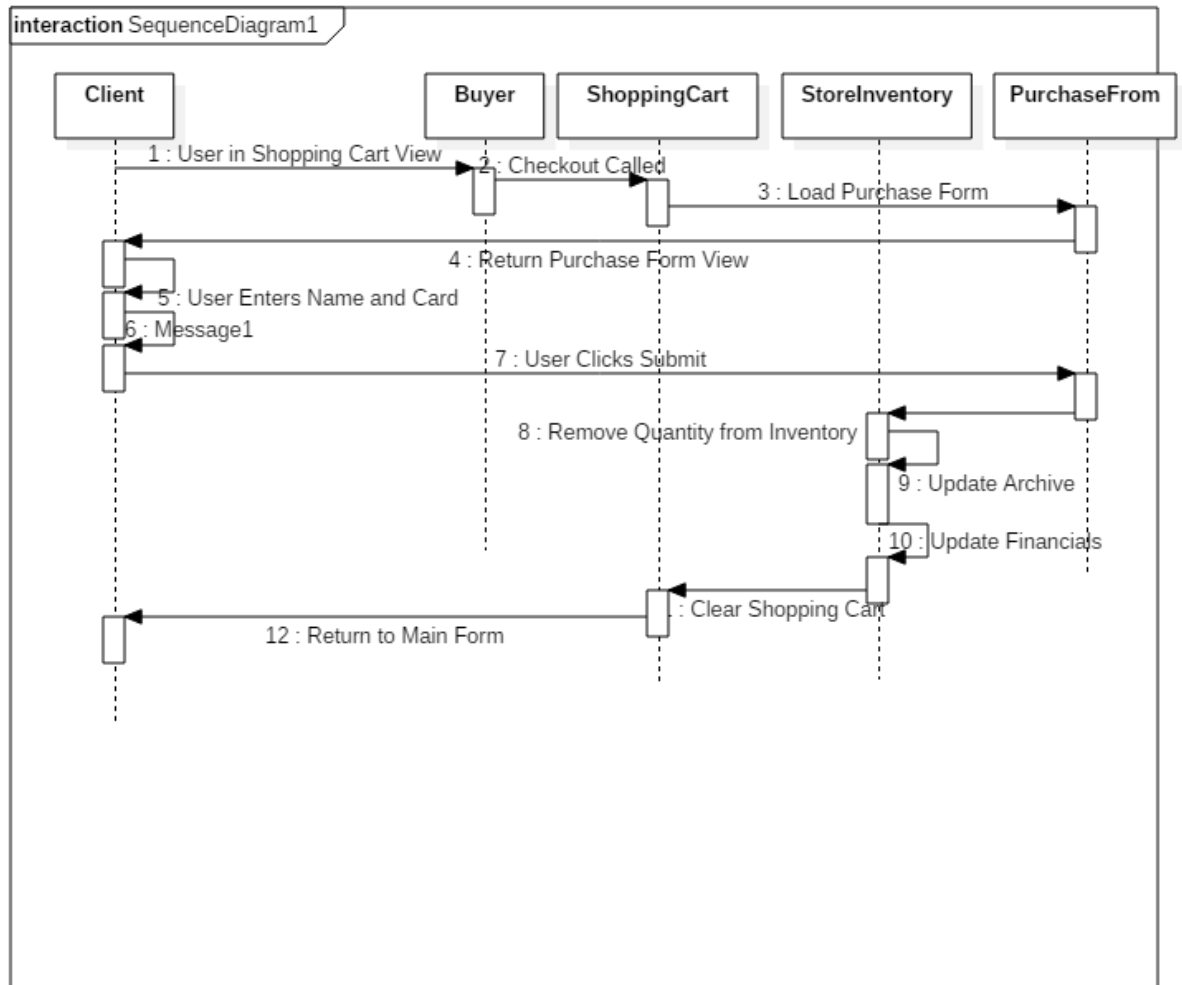 interaction SequenceDiagram1
Client
Buyer
ShoppingCart
StoreInventory
PurchaseFrom
1 : User in Shopping Cart View
2 : Checkout Called
3 : Load Purchase Form
4 : Return Purchase Form View
5 : User Enters Name and Card
6 : Message1
7 : User Clicks Submit
8 : Remove Quantity from Inventory
9 : Update Archive
10 : Update Financials
: Clear Shopping Cart
12 : Return to Main Form